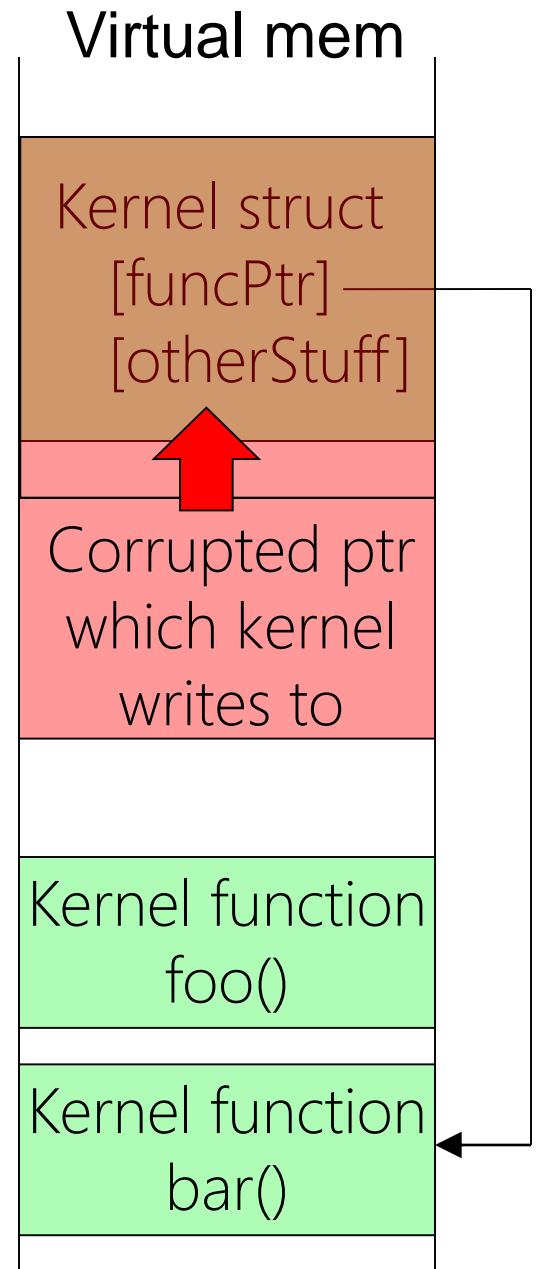 Virtual mem
Kernel struct
[funcPtr]
[otherStuff]
Corrupted ptr
which kernel
writes to
Kernel function
foo()
Kernel function
bar()